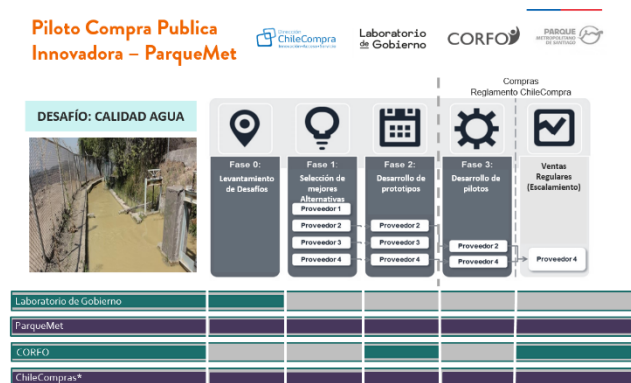 Piloto Compra Publica
Innovadora – ParqueMet
Dirección
ChileCompra
Laboratorio
de Gobierno
CORFO
PARQUE
METROPOLITANO
DE SANTIAGO
Compras
Reglamento ChileCompra
DESAFÍO: CALIDAD AGUA
Fase 0:
Levantamiento
de Desafíos
Fase 1:
Selección de
mejores
Alternativas
Proveedor 1
Proveedor 2
Proveedor 3
Proveedor 4
Fase 2:
Desarrollo de
prototipos
Proveedor 2
Proveedor 3
Proveedor 4
Fase 3:
Desarrollo de
pilotos
Proveedor 2
Proveedor 4
Ventas
Regulares
(Escalamiento)
Proveedor 4
Laboratorio de Gobierno
ParqueMet
CORFO
ChileCompras*